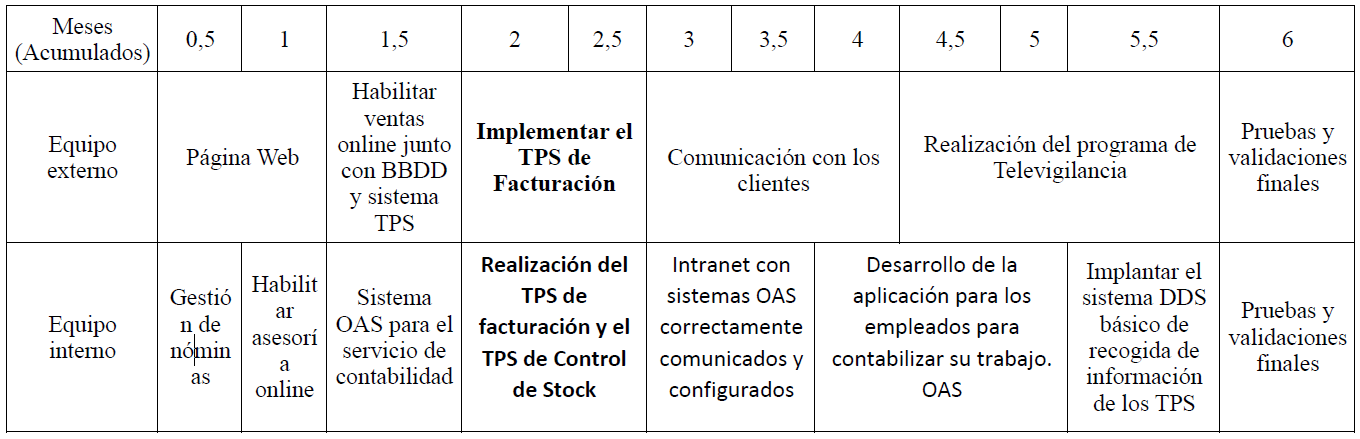 Meses
(Acumulados)
0,5
1
1,5
2
2,5
3
3,5
4
4,5
5
5,5
6
Equipo
externo
Página Web
Habilitar
ventas
online junto
con BBDD
y sistema
TPS
Implementar el
TPS de
Facturación
Comunicación con los
clientes
Realización del programa de
Televigilancia
Pruebas y
validaciones
finales
Equipo
interno
Gestió
n de
nómin
as
Habilit
ar
asesorí
a
online
Sistema
OAS para el
servicio de
contabilidad
Realización del
TPS de
facturación y el
TPS de Control
de Stock
Intranet con
sistemas OAS
correctamente
comunicados y
configurados
Desarrollo de la
aplicación para los
empleados para
contabilizar su trabajo.
OAS
Implantar el
sistema DDS
básico de
recogida de
información
de los TPS
Pruebas y
validaciones
finales